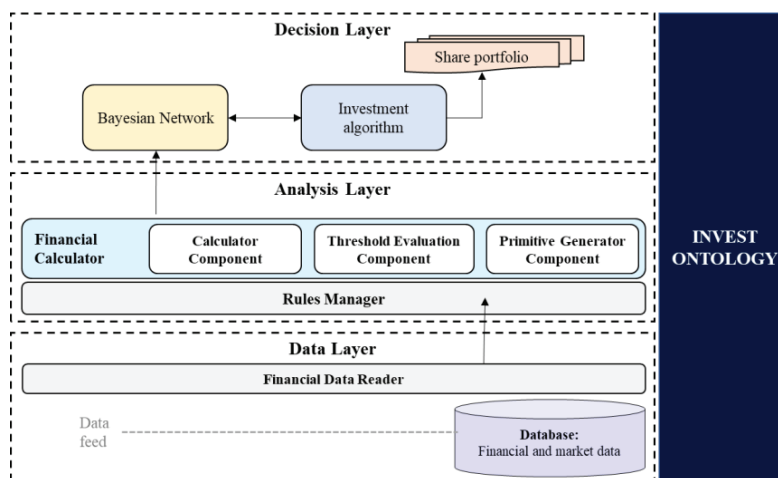 Decision Layer
Share portfolio
Bayesian Network
Investment
algorithm
Analysis Layer
Financial
Calculator
Calculator
Component
Threshold Evaluation
Component
Primitive Generator
Component
Rules Manager
Data Layer
Financial Data Reader
Data
feed
Database:
Financial and market data
INVEST
ONTOLOGY